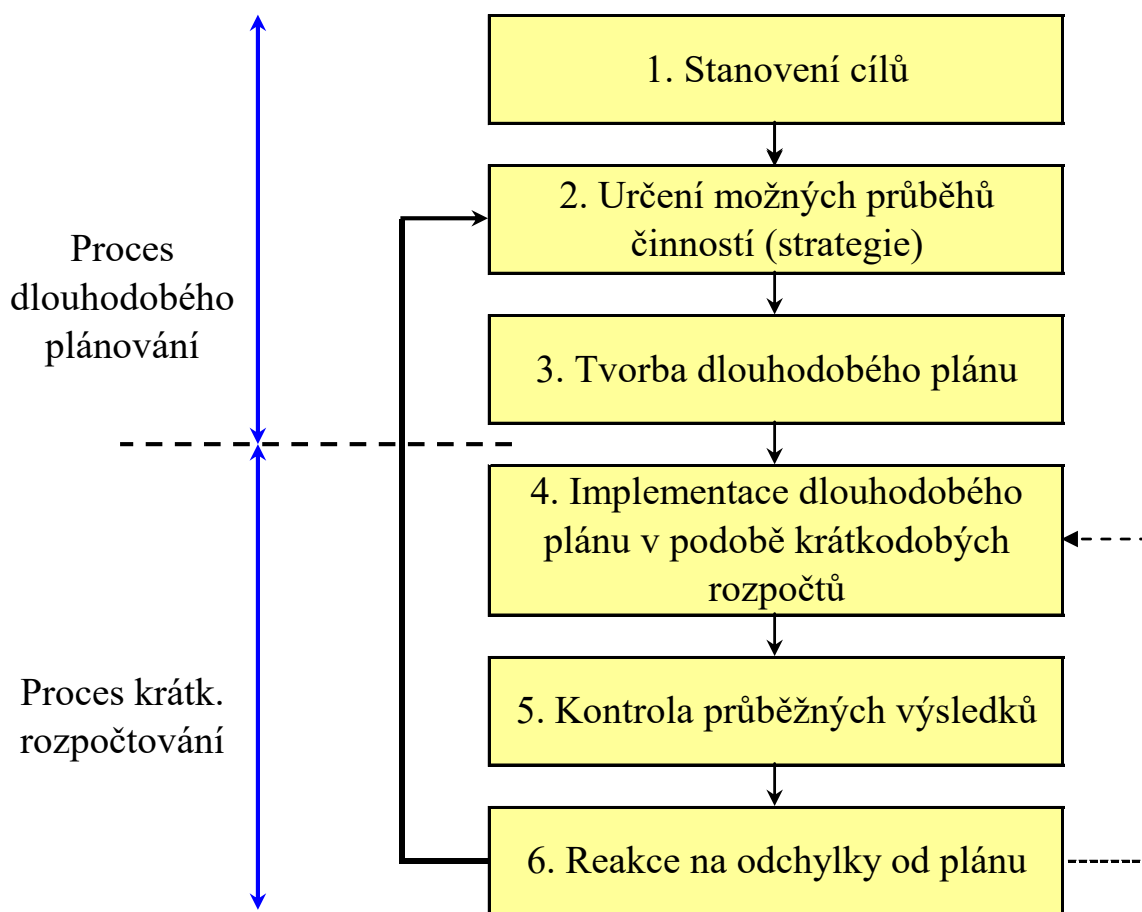 1. Stanovení cílů
2. Určení možných průběhů
činností (strategie)
Proces
dlouhodobého
plánování
3. Tvorba dlouhodobého plánu
4. Implementace dlouhodobého
plánu v podobě krátkodobých
rozpočtů
Proces krátk.
rozpočtování
5. Kontrola průběžných výsledků
6. Reakce na odchylky od plánu